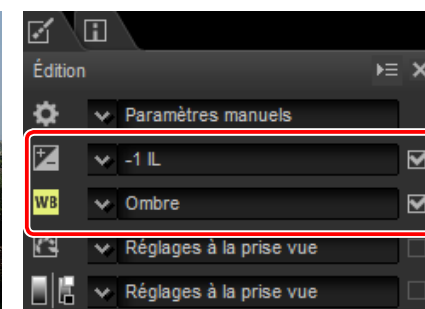 Édition
Paramètres manuels
-1 IL
WB Ombre
Réglages à la prise vue
Réglages à la prise vue